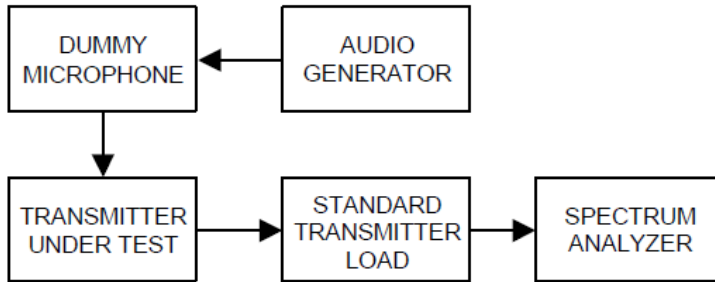 DUMMY
MICROPHONE
AUDIO
GENERATOR
TRANSMITTER
UNDER TEST
STANDARD
TRANSMITTER
LOAD
SPECTRUM
ANALYZER